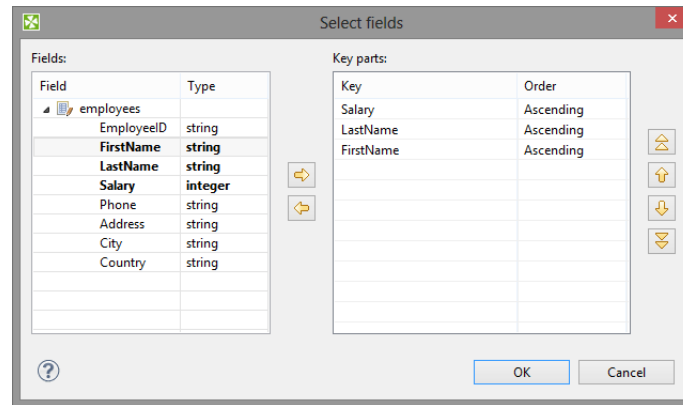 Select fields
Fields:
Key parts:
Field Type
employees
EmployeeID string
FirstName string
LastName string
Salary integer
Phone string
Address string
City string
Country string
Key Order
Salary Ascending
LastName Ascending
FirstName Ascending
OK
Cancel